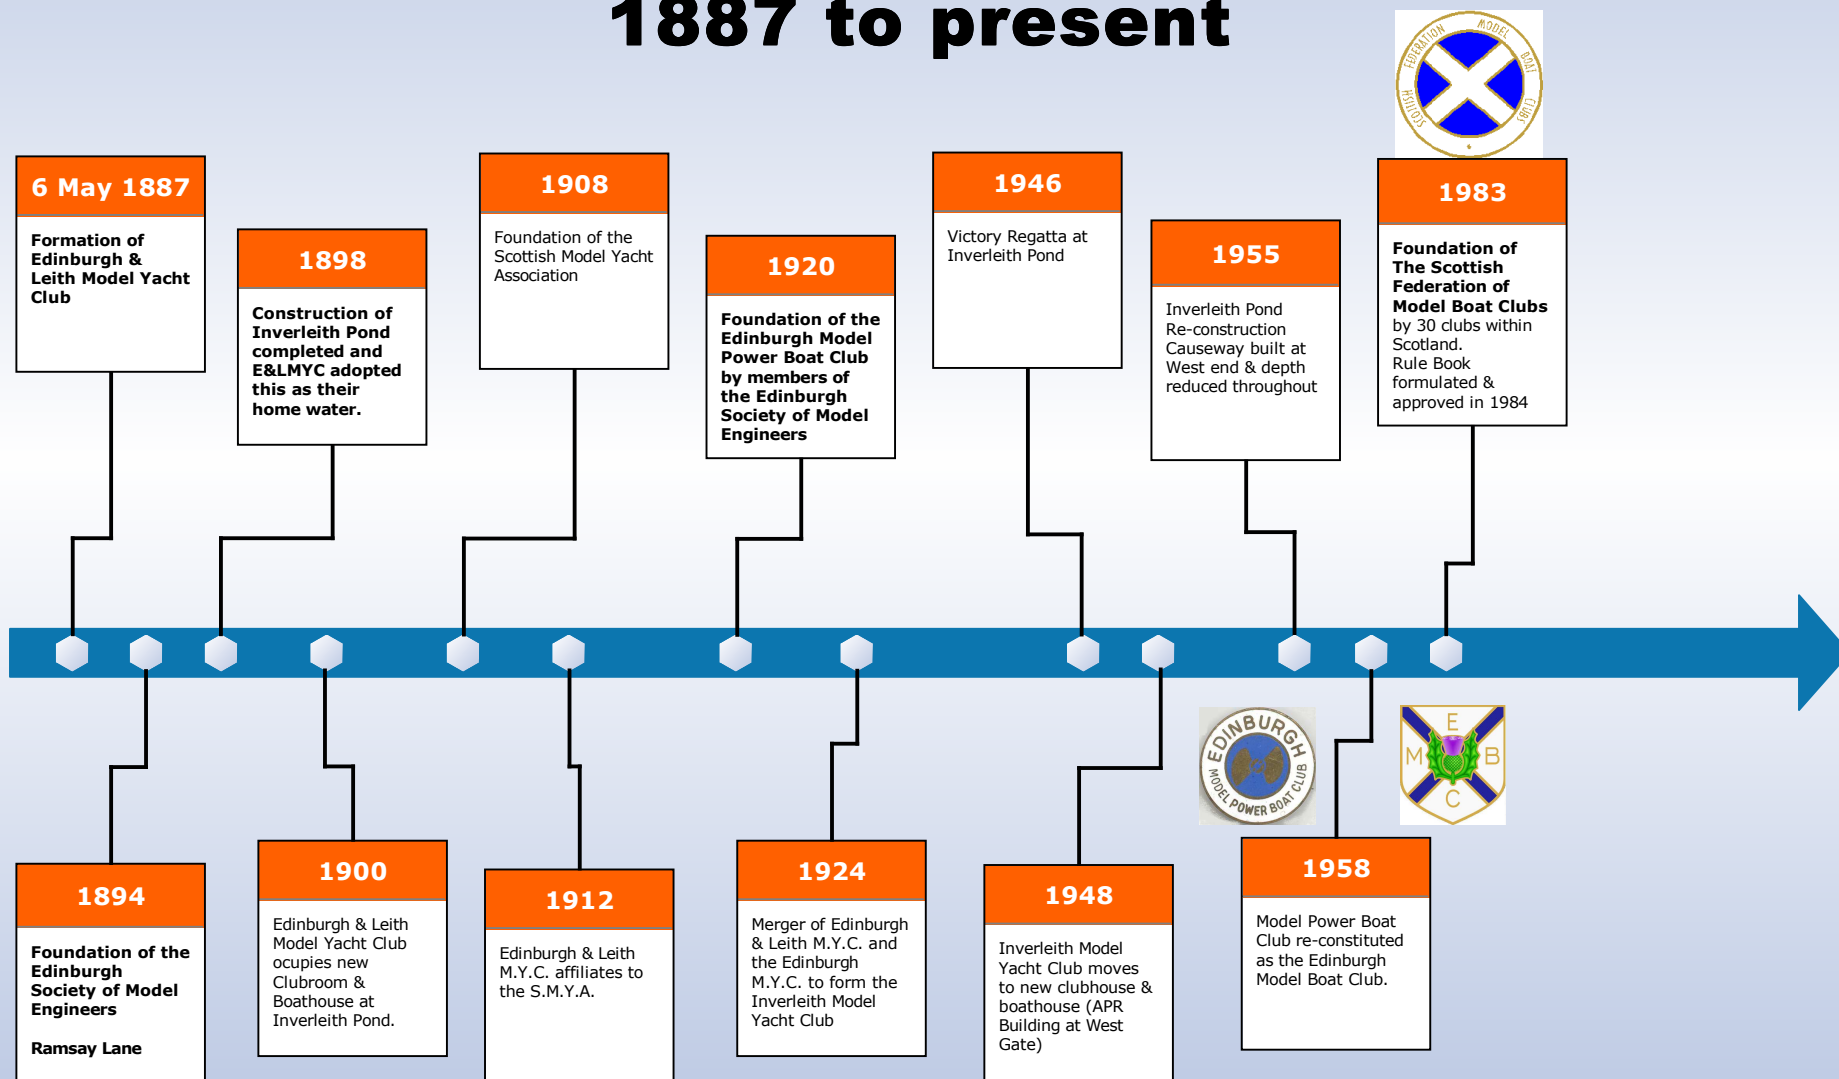 1887 to present
SCOTTISH FEDERATION MODEL BOAT CLUBS
6 May 1887
Formation of
Edinburgh &
Leith Model Yacht
Club
1898
Construction of
Inverleith Pond
completed and
E&LMYC adopted
this as their
home water.
1908
Foundation of the
Scottish Model Yacht
Association
1920
Foundation of the
Edinburgh Model
Power Boat Club
by members of
the Edinburgh
Society of Model
Engineers
1946
Victory Regatta at
Inverleith Pond
1955
Inverleith Pond
Re-construction
Causeway built at
West end & depth
reduced throughout
1983
Foundation of
The Scottish
Federation of
Model Boat Clubs
by 30 clubs within
Scotland.
Rule Book
formulated &
approved in 1984
1894
Foundation of the
Edinburgh
Society of Model
Engineers
Ramsay Lane
1900
Edinburgh & Leith
Model Yacht Club
ocupies new
Clubroom &
Boathouse at
Inverleith Pond.
1912
Edinburgh & Leith
M.Y.C. affiliates to
the S.M.Y.A.
1924
Merger of Edinburgh
& Leith M.Y.C. and
the Edinburgh
M.Y.C. to form the
Inverleith Model
Yacht Club
1948
Inverleith Model
Yacht Club moves
to new clubhouse &
boathouse (APR
Building at West
Gate)
EDINBURGH
MODEL POWER BOAT CLUB
E
M B
C
1958
Model Power Boat
Club re-constituted
as the Edinburgh
Model Boat Club.